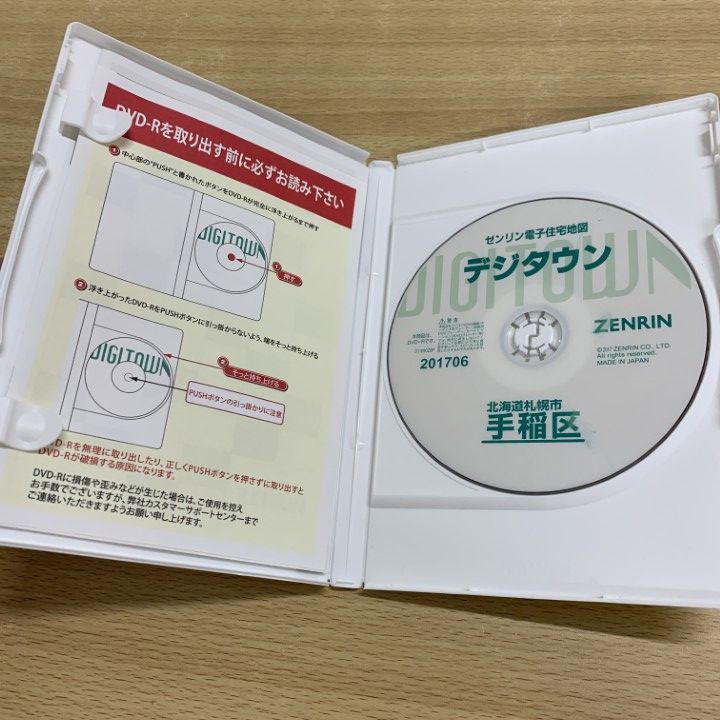 DVD-Rを取り出す前に必ずお読み下さい
1 中心部の"PUSH"と書かれたボタンをDVD-Rが完全に浮き上がるまで押す
DIGITOWN
1
押す
2 浮き上がったDVD-RをPUSHボタンに引っ掛からないよう、端をそっと持ち上げる
DIGITOWN
2
そっと持ち上げる
PUSHボタンの引っ掛かりに注意
DVD-Rを無理に取り出したり、正しくPUSHボタンを押さずに取り出すと
DVD-Rが破損する原因になります。
DVD-Rに損傷や歪みなどが生じた場合は、ご使用を控え
お手数でございますが、弊社カスタマーサポートセンターまで
ご連絡いただきますようお願い申し上げます。
ゼンリン電子住宅地図
DIGITOWN
デジタウン
本商品は、
DVD-Rです。
201706
ZENRIN
ZENRIN CO., LTD.
All rights reserved.
MADE IN JAPAN
北海道札幌市
手稲区